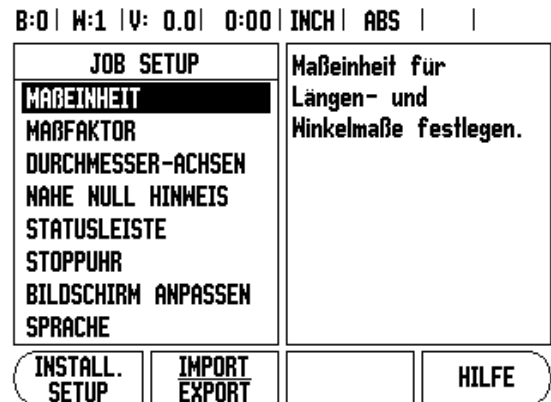 B:0| W:1 |V: 0.0| 0:00|INCH| ABS | |
JOB SETUP
MAßEINHEIT
MAßFAKTOR
DURCHMESSER-ACHSEN
NAHE NULL HINWEIS
STATUSLEISTE
STOPPUHR
BILDSCHIRM ANPASSEN
SPRACHE
Maßeinheit für
Längen- und
Winkelmaße festlegen.
INSTALL.
SETUP
IMPORT
EXPORT
HILFE